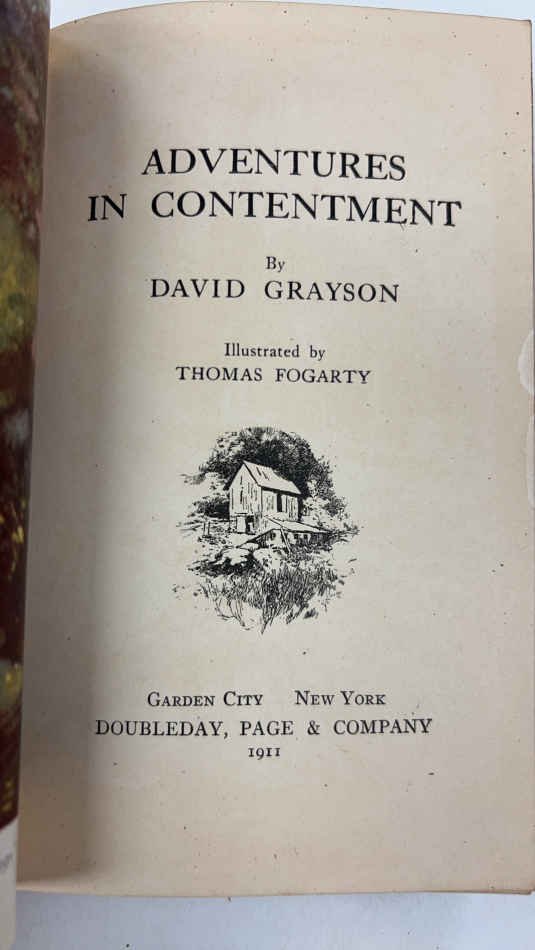 ADVENTURES
IN CONTENTMENT
By
DAVID GRAYSON
Illustrated by
THOMAS FOGARTY
GARDEN CITY NEW YORK
DOUBLEDAY, PAGE & COMPANY
1911